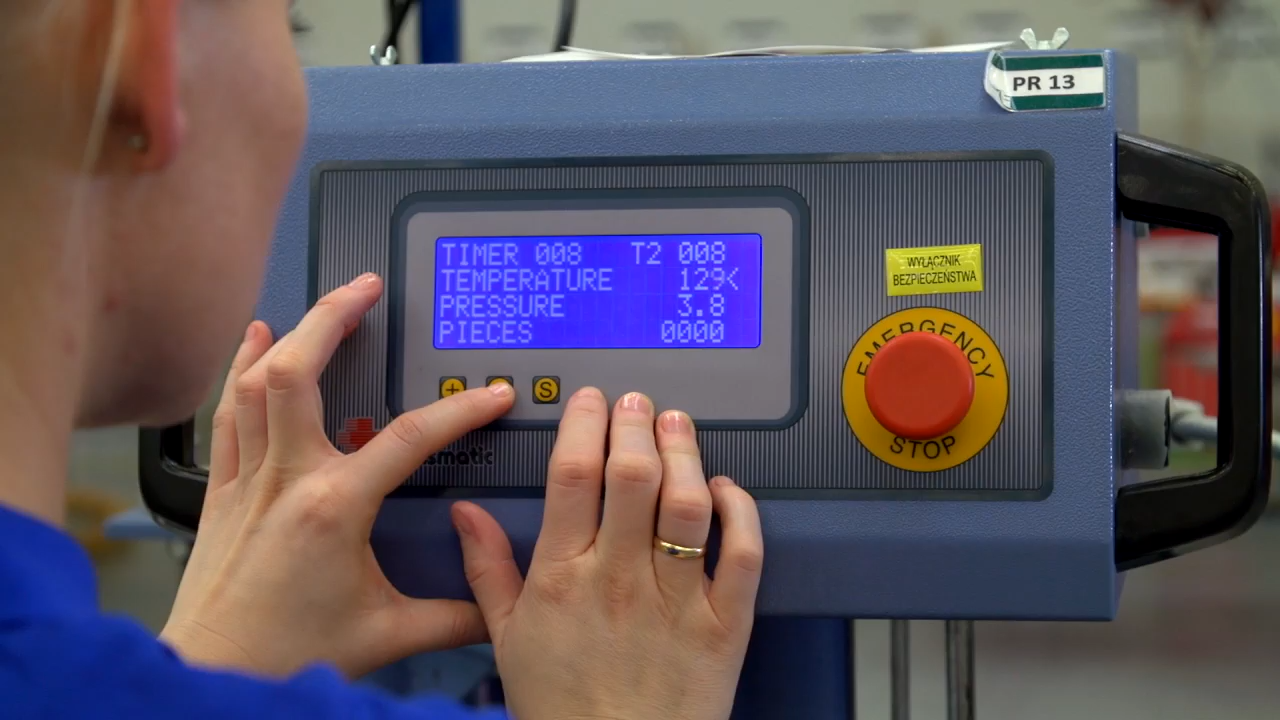 PR 13
TIMER 008 T2 008
TEMPERATURE 129<
PRESSURE 3.8
PIECES 0000
+
S
WYŁĄCZNIK
BEZPIECZEŃSTWA
EMERGENCY
STOP